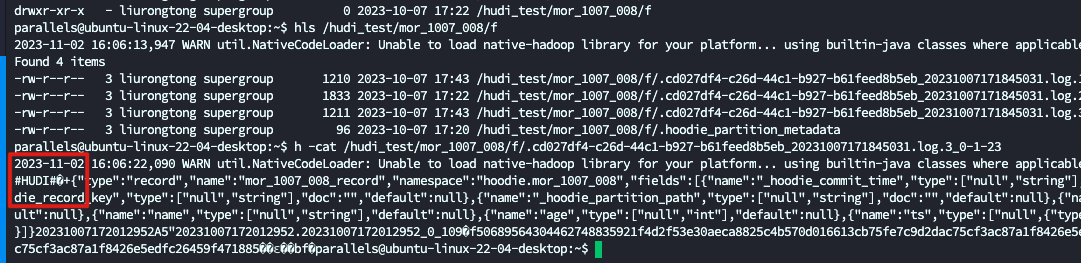 drwxr-xr-x   - liurongtong supergroup          0 2023-10-07 17:22 /hudi_test/mor_1007_008/f
parallels@ubuntu-linux-22-04-desktop:~$ hls /hudi_test/mor_1007_008/f
2023-11-02 16:06:13,947 WARN util.NativeCodeLoader: Unable to load native-hadoop library for your platform... using builtin-java classes where applicable
Found 4 items
-rw-r--r--   3 liurongtong supergroup       1210 2023-10-07 17:43 /hudi_test/mor_1007_008/f/.cd027df4-c26d-44c1-b927-b61feed8b5eb_20231007171845031.log.1
-rw-r--r--   3 liurongtong supergroup       1833 2023-10-07 17:22 /hudi_test/mor_1007_008/f/.cd027df4-c26d-44c1-b927-b61feed8b5eb_20231007171845031.log.2
-rw-r--r--   3 liurongtong supergroup       1211 2023-10-07 17:43 /hudi_test/mor_1007_008/f/.cd027df4-c26d-44c1-b927-b61feed8b5eb_20231007171845031.log.3
-rw-r--r--   3 liurongtong supergroup         96 2023-10-07 17:20 /hudi_test/mor_1007_008/f/.hoodie_partition_metadata
parallels@ubuntu-linux-22-04-desktop:~$ h -cat /hudi_test/mor_1007_008/f/.cd027df4-c26d-44c1-b927-b61feed8b5eb_20231007171845031.log.3_0-1-23
2023-11-02 16:06:22,090 WARN util.NativeCodeLoader: Unable to load native-hadoop library for your platform... using builtin-java classes where applicable
#HUDI#�+{"type":"record","name":"mor_1007_008_record","namespace":"hoodie.mor_1007_008","fields":[{"name":"_hoodie_commit_time","type":["null","string"]
die_record_key","type":["null","string"],"doc":"","default":null},{"name":"_hoodie_partition_path","type":["null","string"],"doc":"","default":null},{"n
ult":null},{"name":"name","type":["null","string"],"default":null},{"name":"age","type":["null","int"],"default":null},{"name":"ts","type":["null",{"ty
}]}20231007172012952A5"20231007172012952.20231007172012952_0_109�f50689564304462748835921f4d2f53e30aeca8825c4b570d016613cb75fe7c9d2dac75cf3ac87a1f8426e
c75cf3ac87a1f8426e5edfc26459f471885��ε��bf�parallels@ubuntu-linux-22-04-desktop:~$